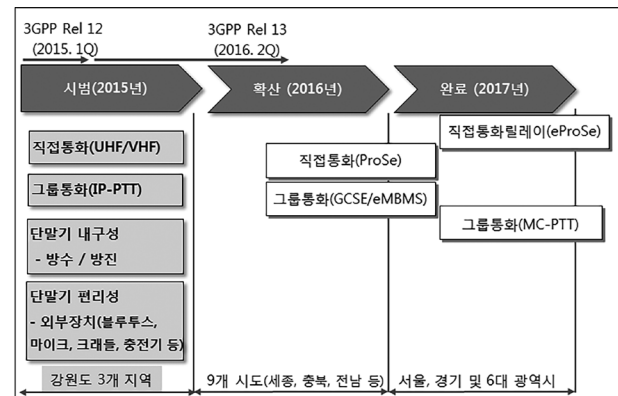 3GPP Rel 12
(2015. 1Q)
3GPP Rel 13
(2016. 2Q)
시범(2015년)
확산 (2016년)
완료 (2017년)
직접통화(UHF/VHF)
그룹통화(IP-PTT)
단말기 내구성
- 방수 / 방진
단말기 편리성
- 외부장치(블루투스,
마이크, 크래들, 충전기 등)
직접통화(ProSe)
그룹통화(GCSE/eMBMS)
직접통화릴레이(eProSe)
그룹통화(MC-PTT)
강원도 3개 지역
9개 시도(세종, 충북, 전남 등)
서울, 경기 및 6대 광역시